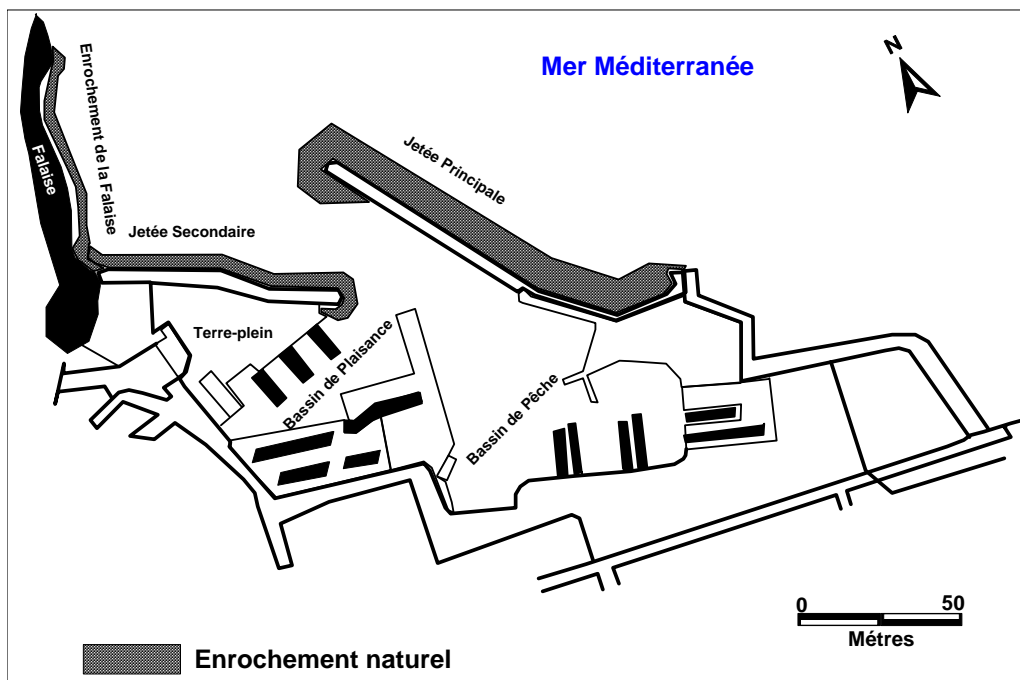 Mer Méditerranée
N
Enrochement de la Falaise
Falaise
Jetée Principale
Jetée Secondaire
Terre-plein
Bassin de Plaisance
Bassin de Pêche
0 50
Métres
Enrochement naturel